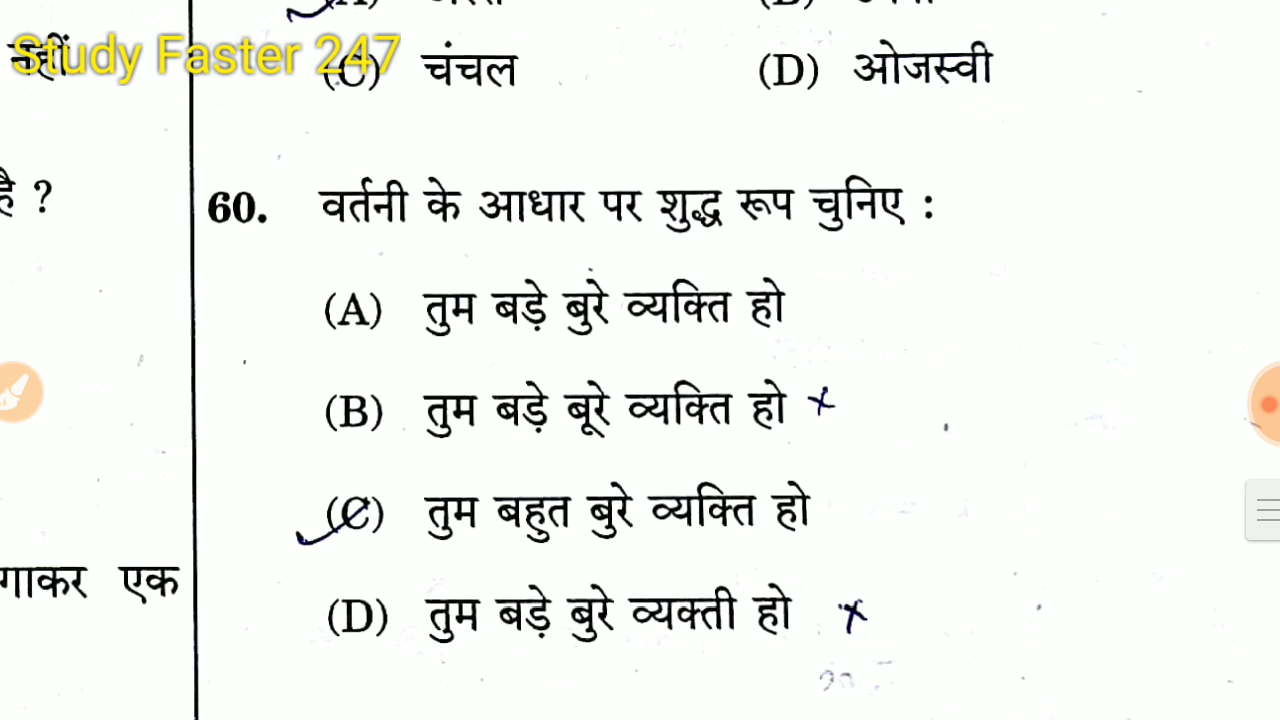 Study Faster 247
नहीं
(C) चंचल (D) ओजस्वी
है ?
60. वर्तनी के आधार पर शुद्ध रूप चुनिए :
(A) तुम बड़े बुरे व्यक्ति हो
(B) तुम बड़े बूरे व्यक्ति हो ×
(C) तुम बहुत बुरे व्यक्ति हो
गाकर एक
(D) तुम बड़े बुरे व्यक्ती हो ×